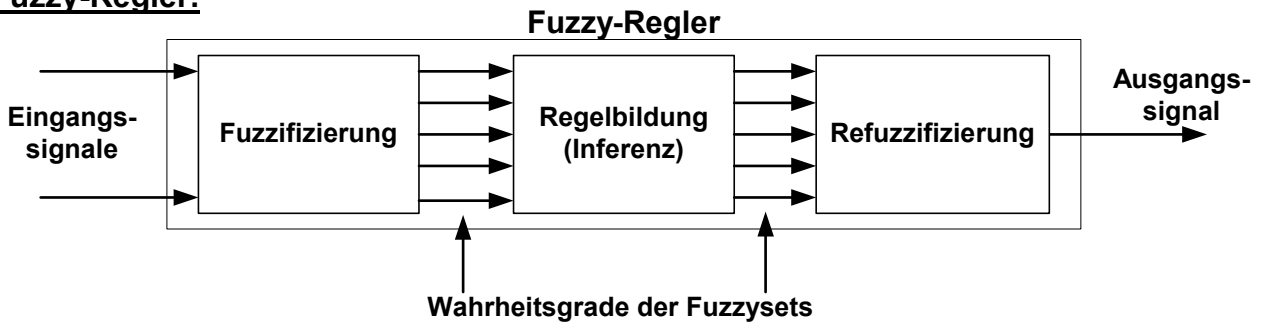 Fuzzy-Regler:
Fuzzy-Regler
Eingangs-
signale
Fuzzifizierung
Regelbildung
(Inferenz)
Refuzzifizierung
Ausgangs-
signal
Wahrheitsgrade der Fuzzysets